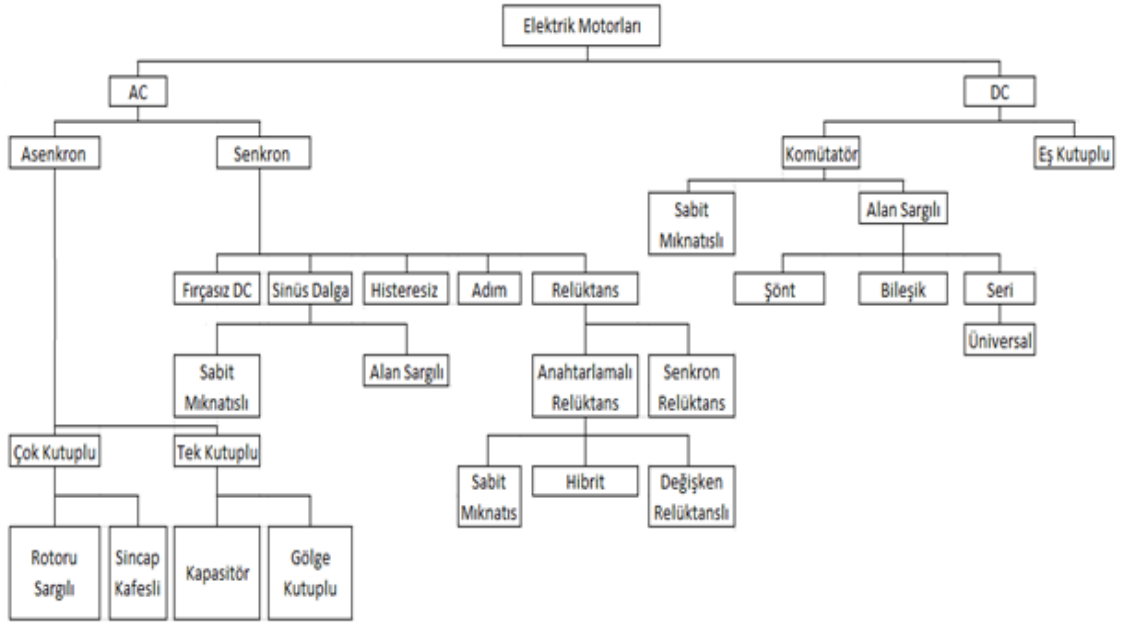 Elektrik Motorları
AC
DC
Asenkron
Senkron
Komütatör
Eş Kutuplu
Sabit
Mıknatıslı
Alan Sargılı
Fırçasız DC
Sinüs Dalga
Histeresiz
Adım
Relüktans
Şönt
Bileşik
Seri
Üniversal
Sabit
Mıknatıslı
Alan Sargılı
Anahtarlamalı
Relüktans
Senkron
Relüktans
Çok Kutuplu
Tek Kutuplu
Sabit
Mıknatıs
Hibrit
Değişken
Relüktanslı
Rotoru
Sargılı
Sincap
Kafesli
Kapasitör
Gölge
Kutuplu